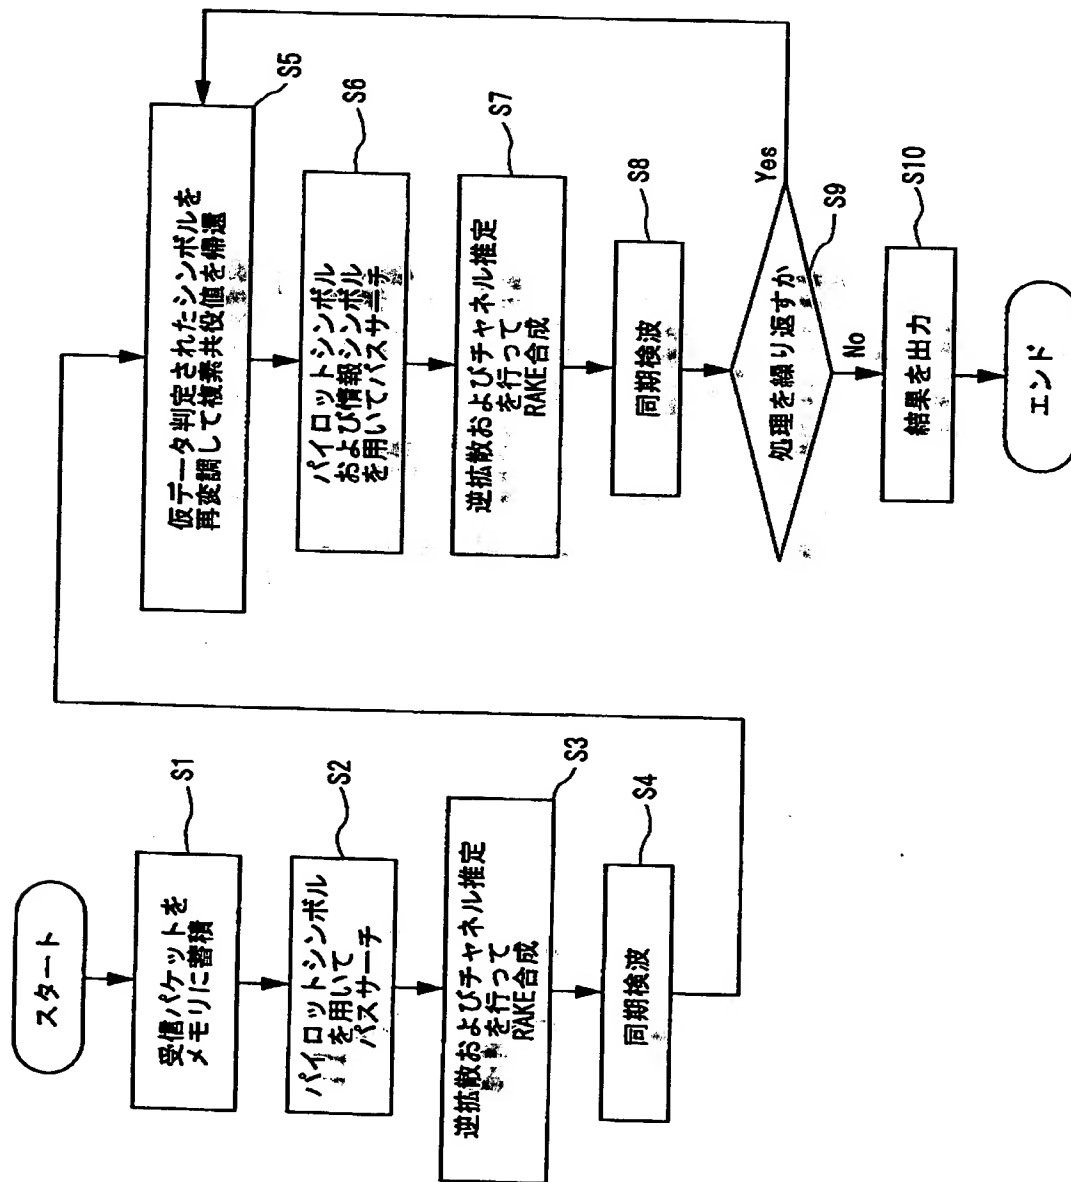 スタート
受信パケットを
メモリに蓄積
S1
パイロットシンボル
を用いて
パスサーチ
S2
逆拡散およびチャネル推定
を行って
RAKE合成
S3
同期検波
S4
仮データ判定されたシンボルを
再変調して複素共役値を帰還
S5
パイロットシンボル
および情報シンボル
を用いてパスサーチ
S6
逆拡散およびチャネル推定
を行って
RAKE合成
S7
同期検波
S8
処理を繰り返すか
S9
Yes
No
結果を出力
S10
エンド